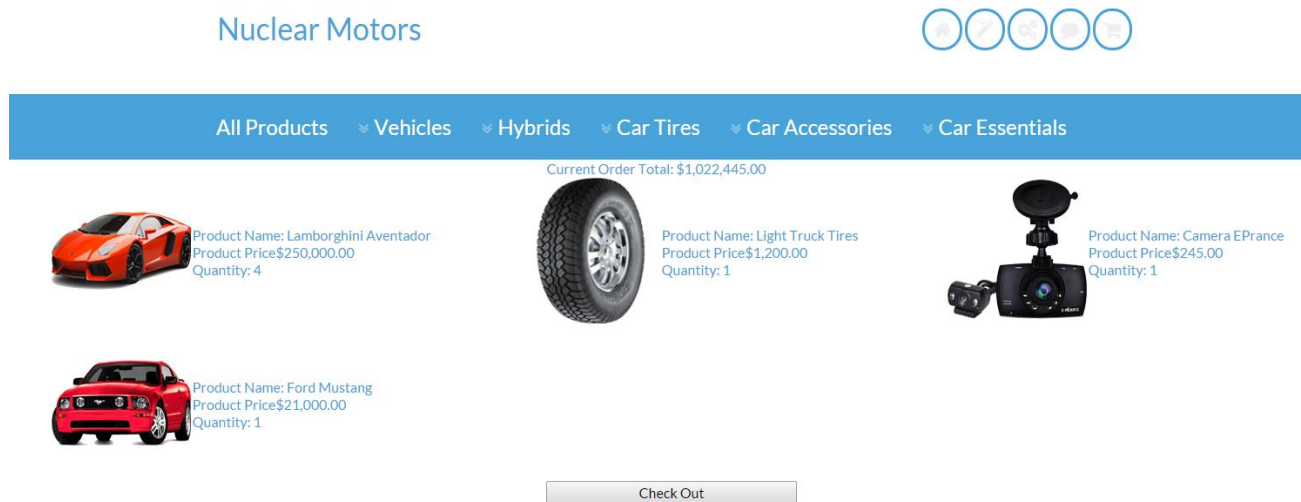 Nuclear Motors
All Products Vehicles Hybrids Car Tires Car Accessories Car Essentials
Current Order Total: $1,022,445.00
Product Name: Lamborghini Aventador
Product Price$250,000.00
Quantity: 4
Product Name: Light Truck Tires
Product Price$1,200.00
Quantity: 1
Product Name: Camera EPrance
Product Price$245.00
Quantity: 1
Product Name: Ford Mustang
Product Price$21,000.00
Quantity: 1
Check Out